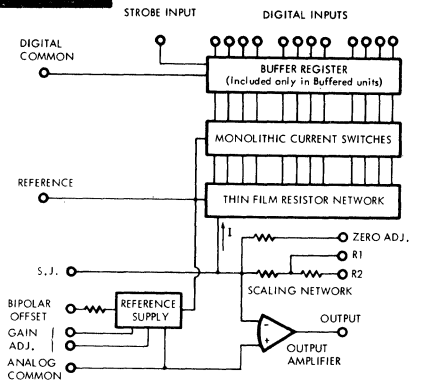 STROBE INPUT
DIGITAL INPUTS
DIGITAL
COMMON
BUFFER REGISTER
(Included only in Buffered units)
MONOLITHIC CURRENT SWITCHES
REFERENCE
THIN FILM RESISTOR NETWORK
I
ZERO ADJ.
R1
S.J.
R2
SCALING NETWORK
BIPOLAR
OFFSET
REFERENCE
SUPPLY
OUTPUT
GAIN
ADJ.
-
+
OUTPUT
AMPLIFIER
ANALOG
COMMON